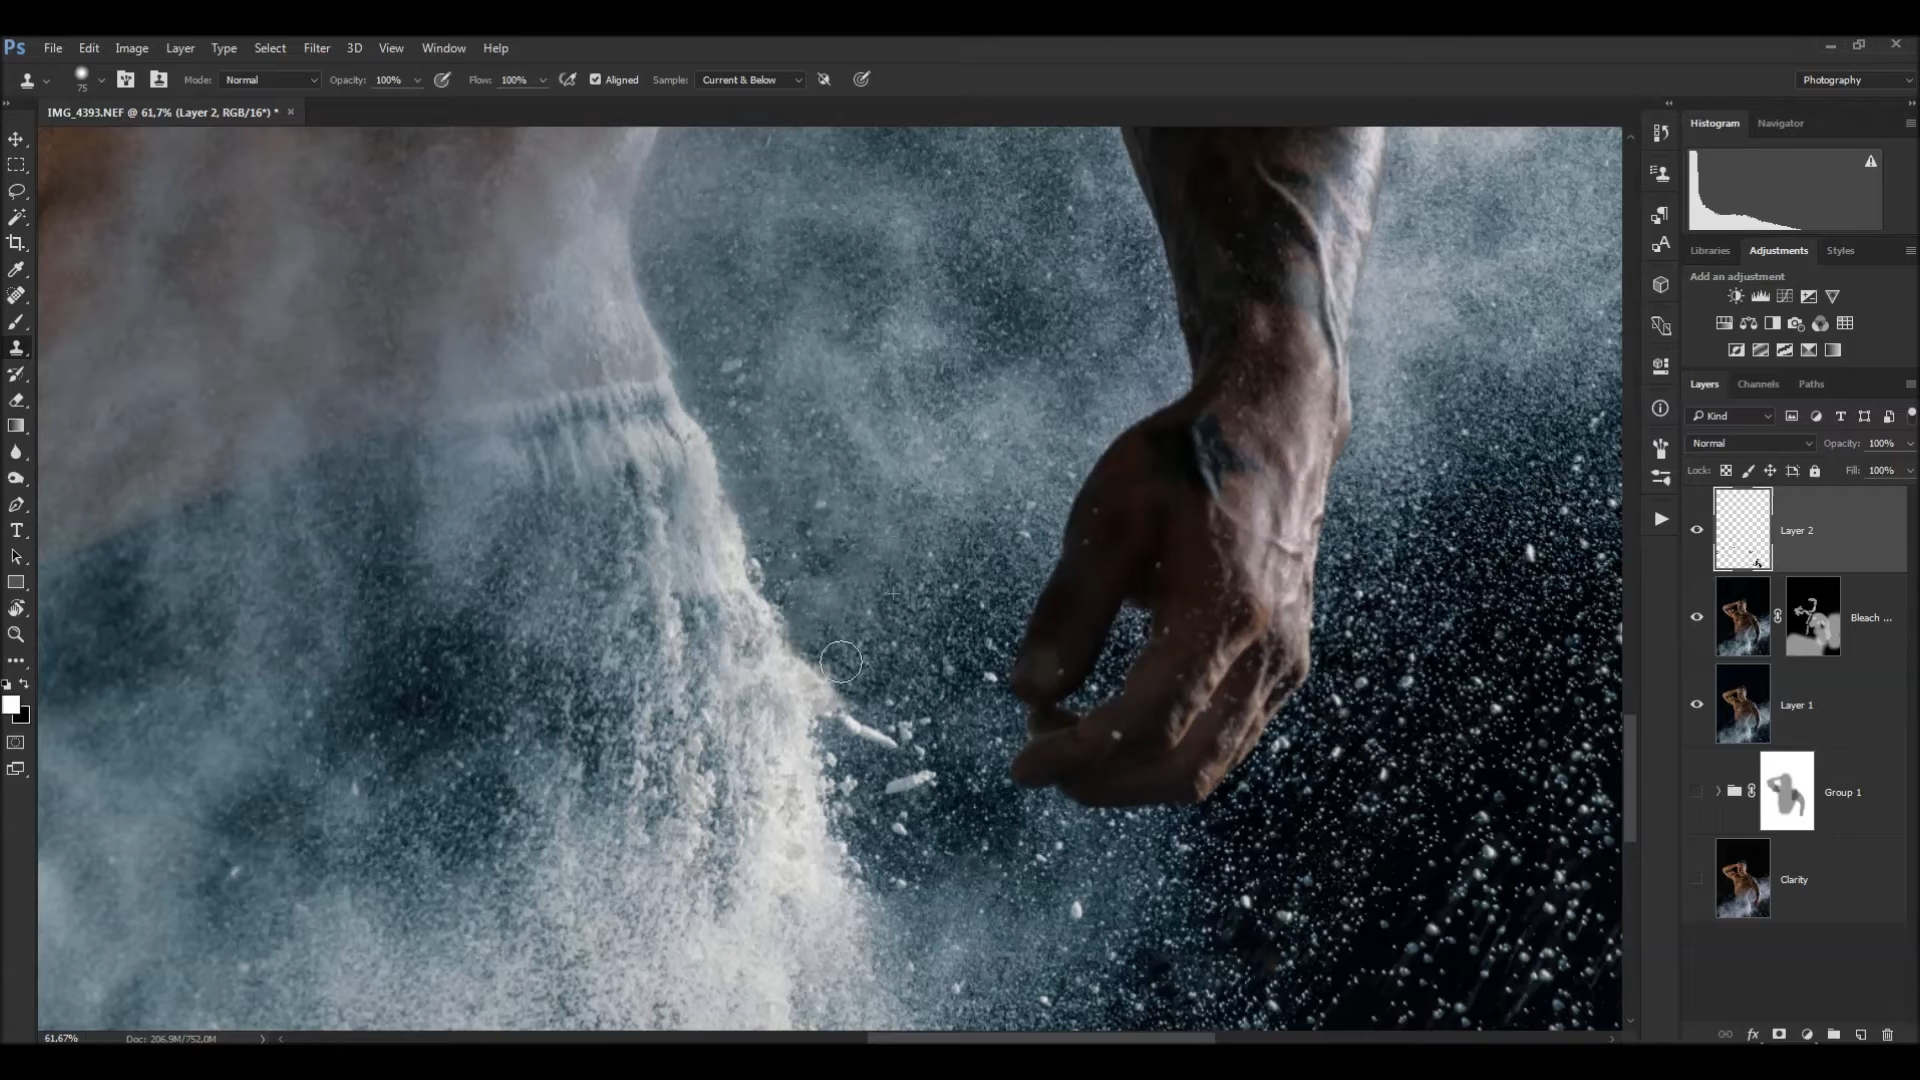 Ps File Edit Image Layer Type Select Filter 3D View Window Help
75 Mode: Normal Opacity: 100% Flow: 100% Aligned Sample: Current & Below Photography
IMG_4393.NEF @ 61,7% (Layer 2, RGB/16*) * ×
Histogram Navigator
Libraries Adjustments Styles
Add an adjustment
Layers Channels Paths
Kind
Normal Opacity: 100%
Lock: Fill: 100%
Layer 2
Bleach ...
Layer 1
Group 1
Clarity
61,67% Doc: 206,9M/752,0M
fx